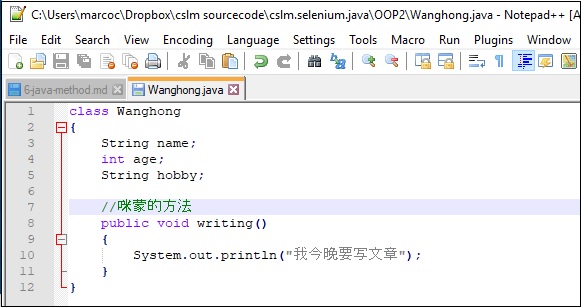 C:\Users\marcoc\Dropbox\cslm sourcecode\cslm.selenium.java\OOP2\Wanghong.java - Notepad++ [A
File Edit Search View Encoding Language Settings Tools Macro Run Plugins Window
6-java-method.md Wanghong.java
1 class Wanghong
2 {
3 String name;
4 int age;
5 String hobby;
6
7 //咪蒙的方法
8 public void writing()
9 {
10 System.out.println("我今晚要写文章");
11 }
12 }